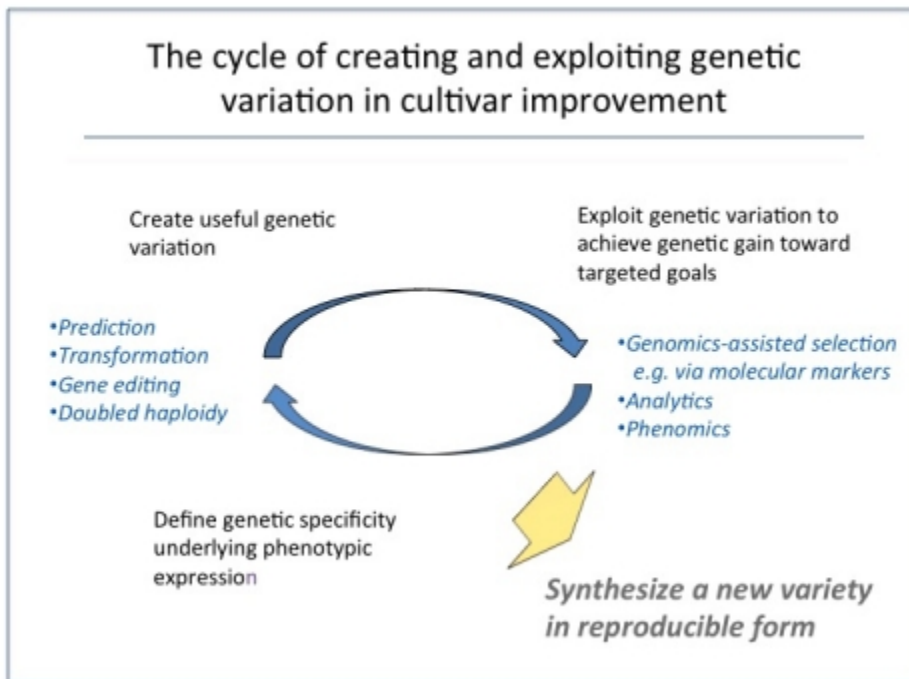 The cycle of creating and exploiting genetic
variation in cultivar improvement
Create useful genetic
variation
Exploit genetic variation to
achieve genetic gain toward
targeted goals
•Prediction
•Transformation
•Gene editing
•Doubled haploidy
•Genomics-assisted selection
e.g. via molecular markers
•Analytics
•Phenomics
Define genetic specificity
underlying phenotypic
expression
Synthesize a new variety
in reproducible form